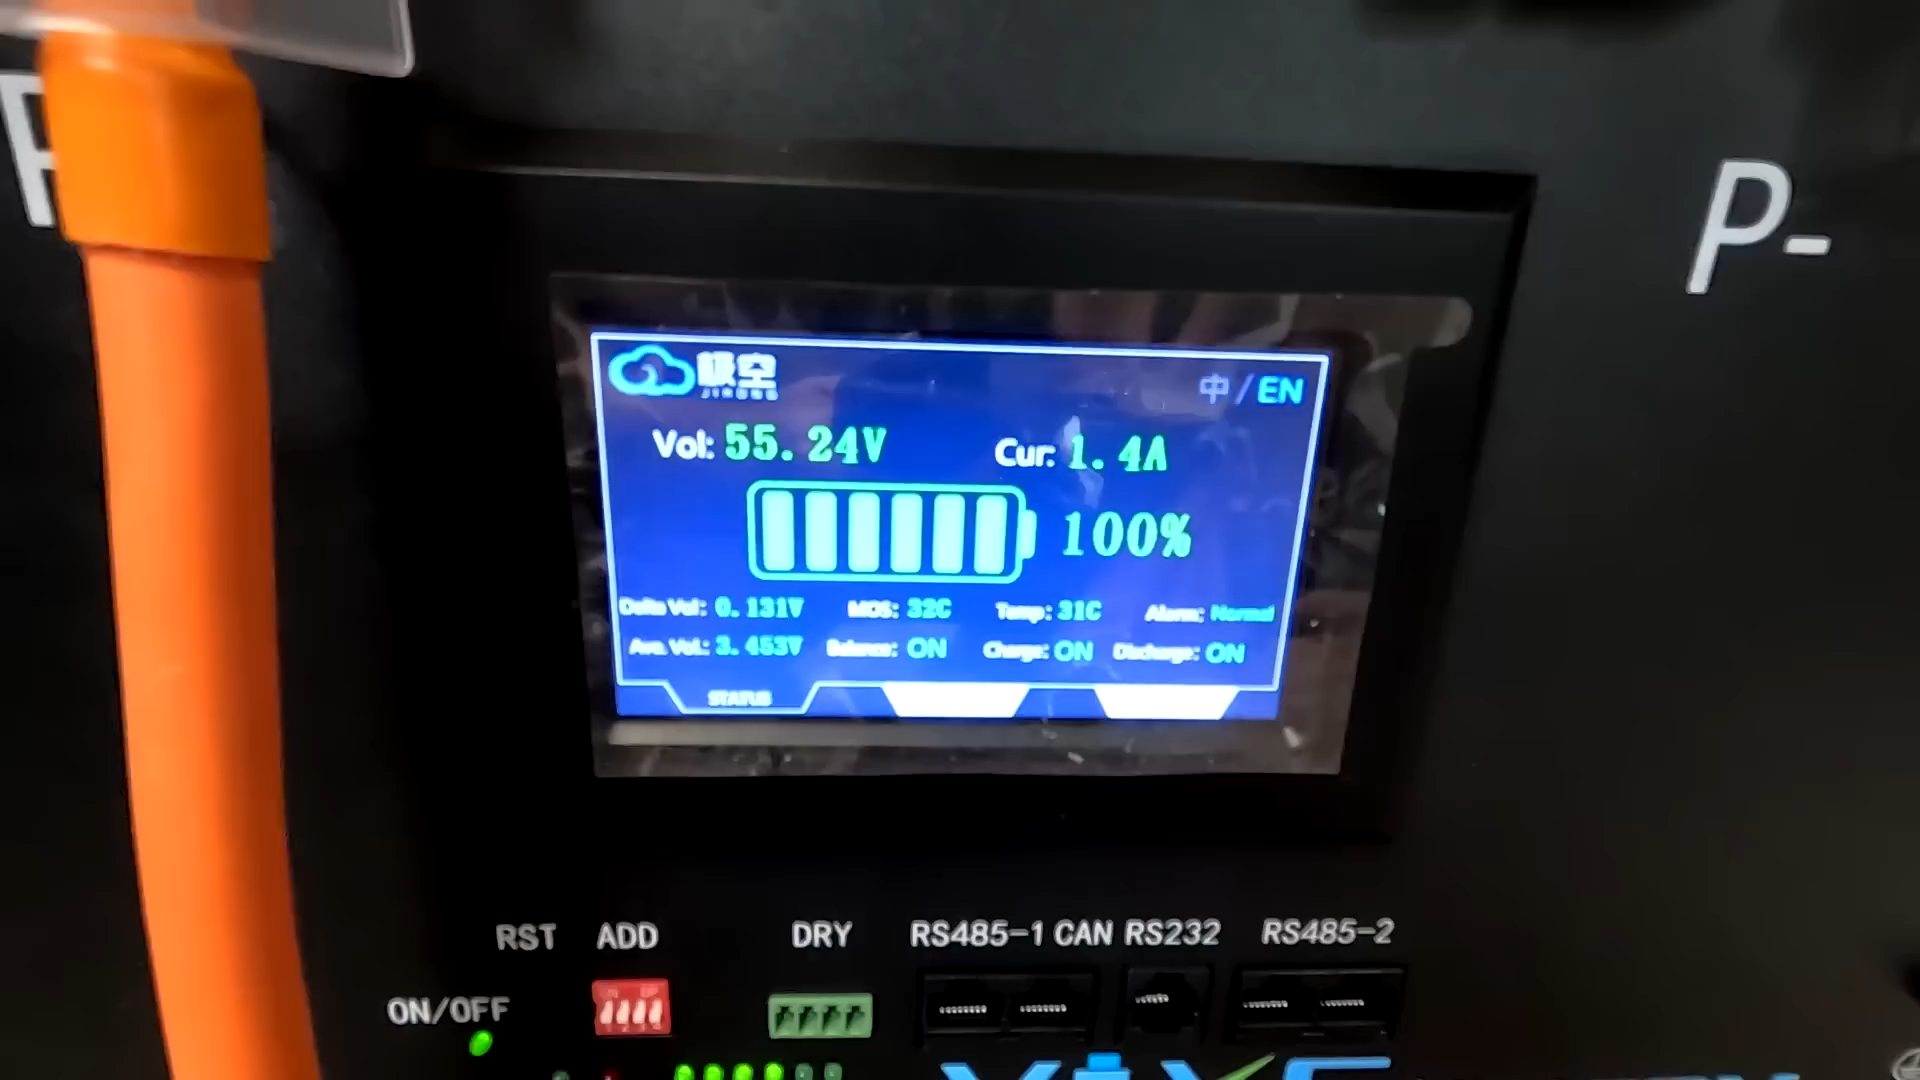 P-
极空
JIKONG
中/EN
Vol: 55.24V
Cur: 1.4A
100%
Delta Vol: 0.131V MOS: 32C Temp: 31C Alarm: Normal
Ave. Vol.: 3.453V Balance: ON Charge: ON Discharge: ON
STATUS
RST ADD DRY RS485-1 CAN RS232 RS485-2
ON/OFF